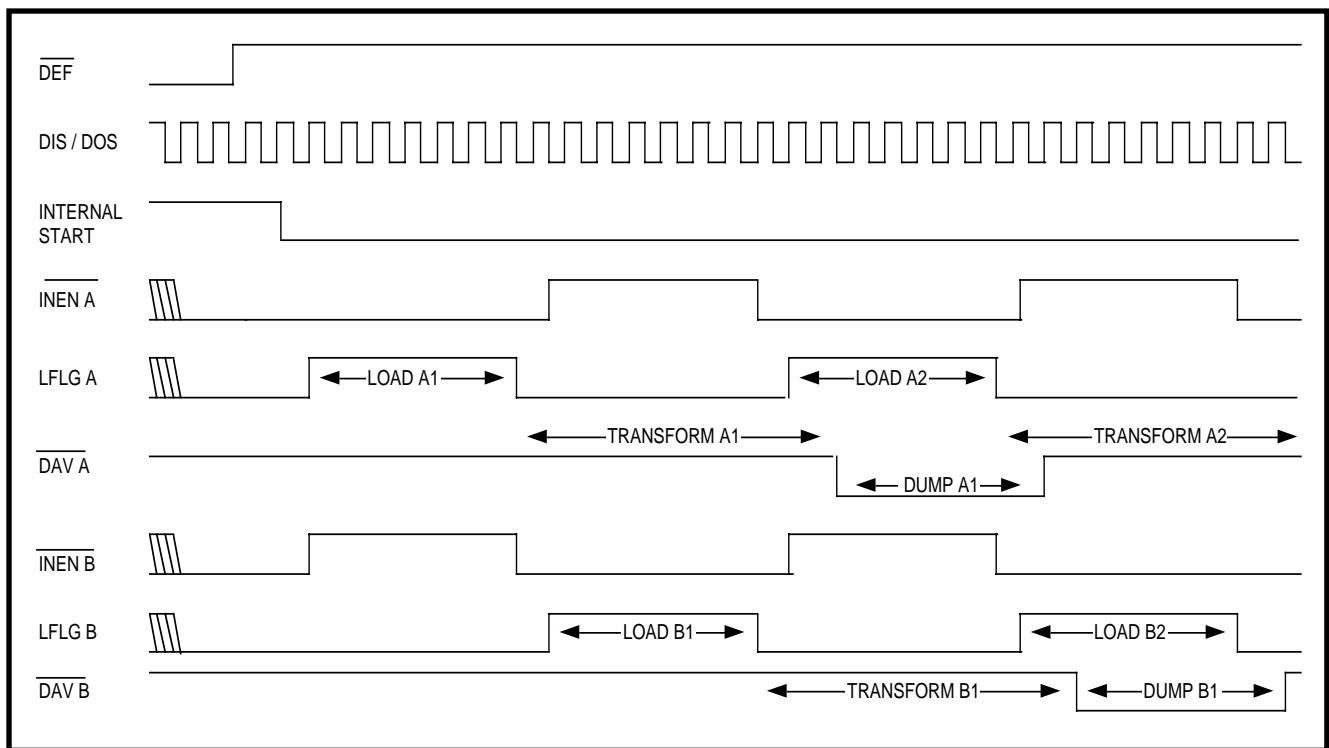 DEF
DIS / DOS
INTERNAL
START
INEN A
LFLG A
LOAD A1
LOAD A2
TRANSFORM A1
TRANSFORM A2
DAV A
DUMP A1
INEN B
LFLG B
LOAD B1
LOAD B2
DAV B
TRANSFORM B1
DUMP B1